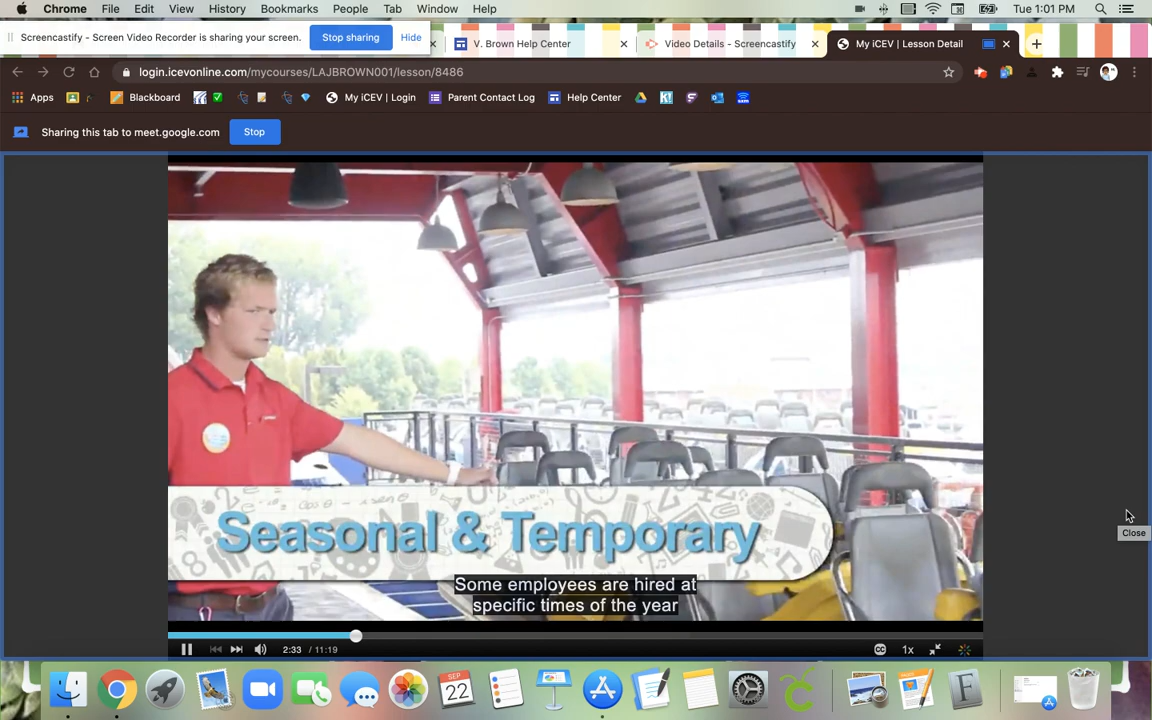 Chrome File Edit View History Bookmarks People Tab Window Help Tue 1:01 PM
Screencastify - Screen Video Recorder is sharing your screen. Stop sharing Hide
V. Brown Help Center Video Details - Screencastify My iCEV | Lesson Detail
login.icevonline.com/mycourses/LAJBROWN001/lesson/8486
Apps Blackboard My iCEV | Login Parent Contact Log Help Center
Sharing this tab to meet.google.com Stop
Seasonal & Temporary
Some employees are hired at
specific times of the year
Close
2:33 / 11:19 CC 1x
SEP
22